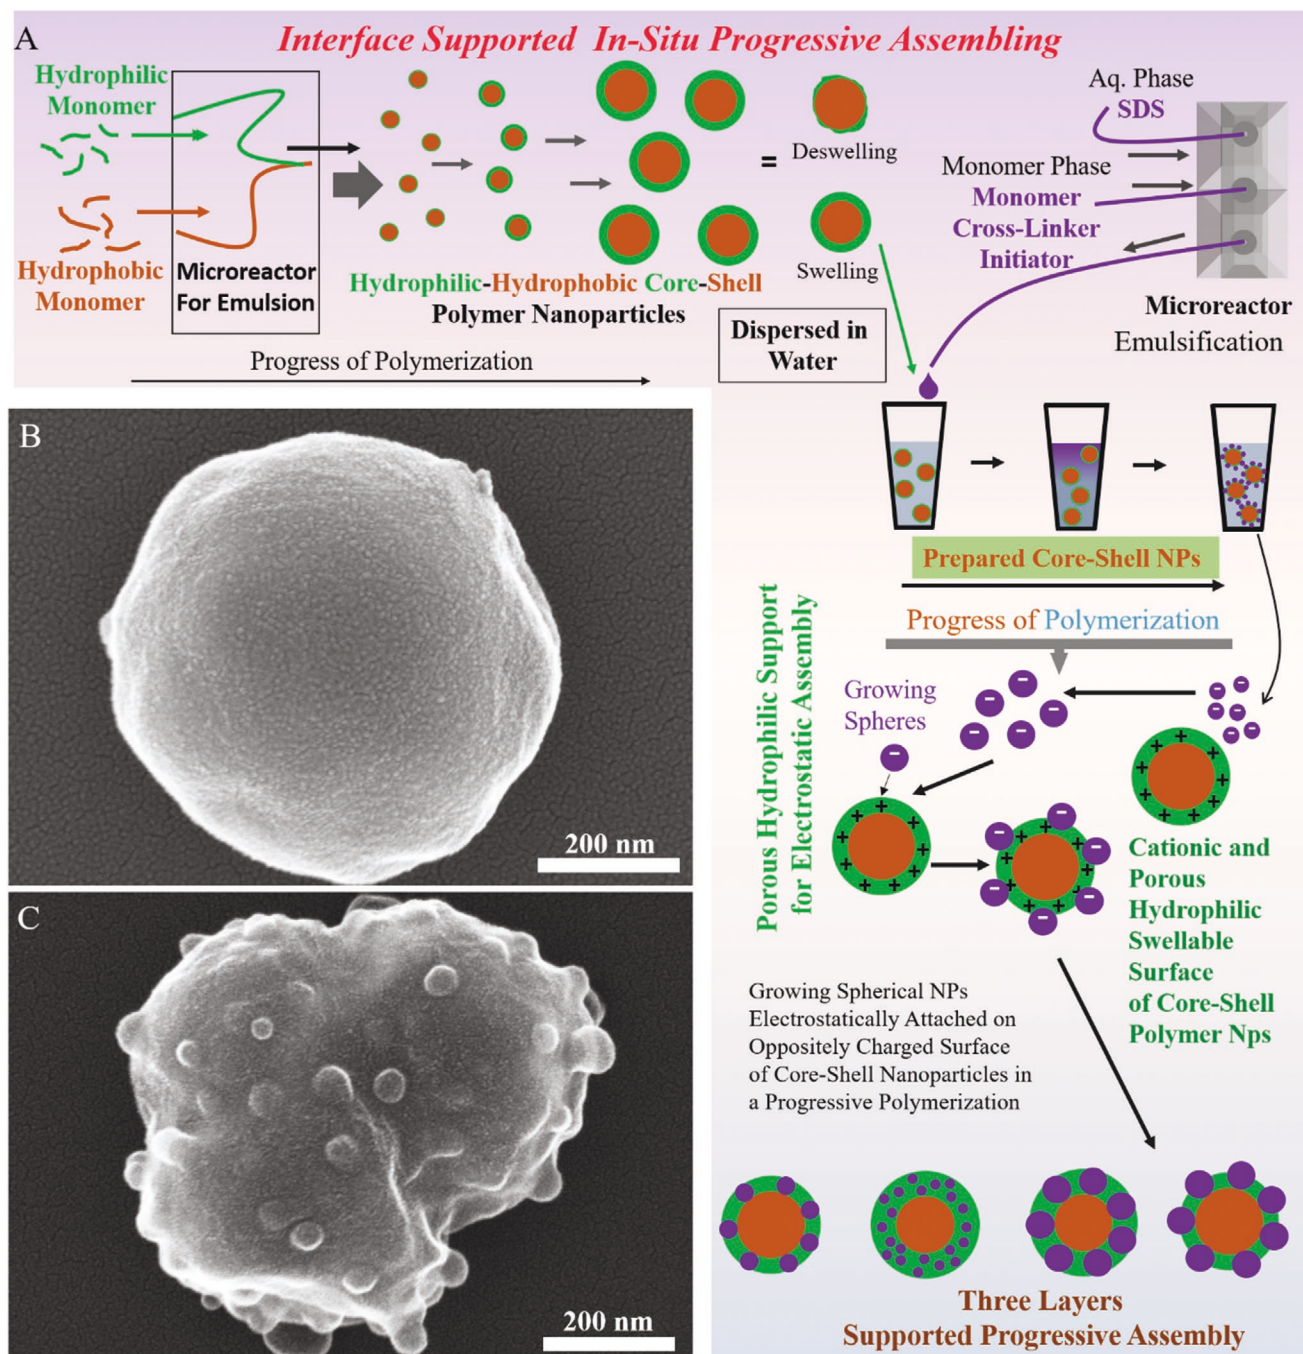 A
Interface Supported In-Situ Progressive Assembling
Hydrophilic
Monomer
Hydrophobic
Monomer
Microreactor
For Emulsion
Hydrophilic-Hydrophobic Core-Shell
Polymer Nanoparticles
Progress of Polymerization
=
Deswelling
Swelling
Dispersed in
Water
Aq. Phase
SDS
Monomer Phase
Monomer
Cross-Linker
Initiator
Microreactor
Emulsification
Prepared Core-Shell NPs
Progress of Polymerization
Porous Hydrophilic Support
for Electrostatic Assembly
Growing
Spheres
Cationic and
Porous
Hydrophilic
Swellable
Surface
of Core-Shell
Polymer Nps
Growing Spherical NPs
Electrostatically Attached on
Oppositely Charged Surface
of Core-Shell Nanoparticles in
a Progressive Polymerization
Three Layers
Supported Progressive Assembly
B
200 nm
C
200 nm